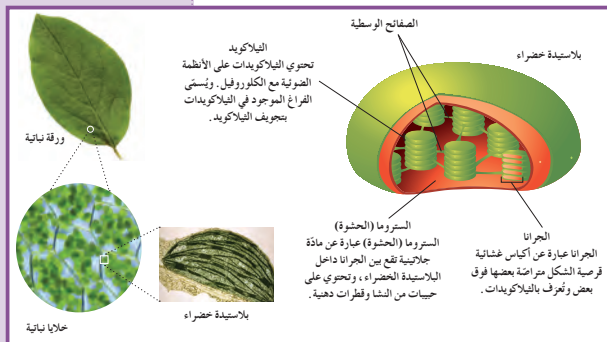 الصفائح الوسطية
بلاستيدة خضراء
الثيلاكويد
تحتوي الثيلاكويدات على الأنظمة
الضوئية مع الكلوروفيل. ويُسمّى
الفراغ الموجود في الثيلاكويدات
بتجويف الثيلاكويد.
ورقة نباتية
الجرانا
الجرانا عبارة عن أكياس غشائية
قرصية الشكل متراصّة بعضها فوق
بعض وتُعرَف بالثيلاكويدات.
الستروما (الحشوة)
الستروما (الحشوة) عبارة عن مادّة
جلاتينية تقع بين الجرانا داخل
البلاستيدة الخضراء، وتحتوي على
حبيبات من النشا وقطرات دهنية.
بلاستيدة خضراء
خلايا نباتية